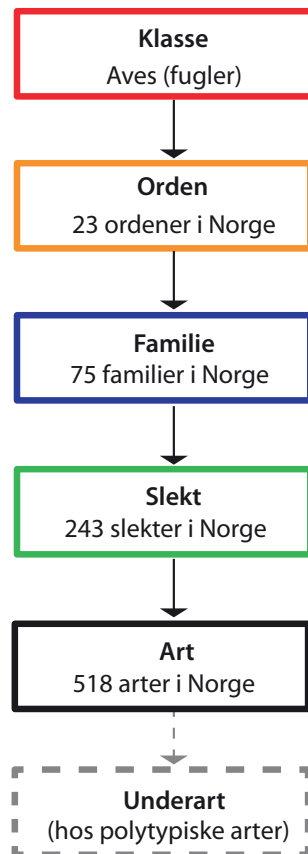 Klasse
Aves (fugler)
Orden
23 ordener i Norge
Familie
75 familier i Norge
Slekt
243 slekter i Norge
Art
518 arter i Norge
Underart
(hos polytypiske arter)